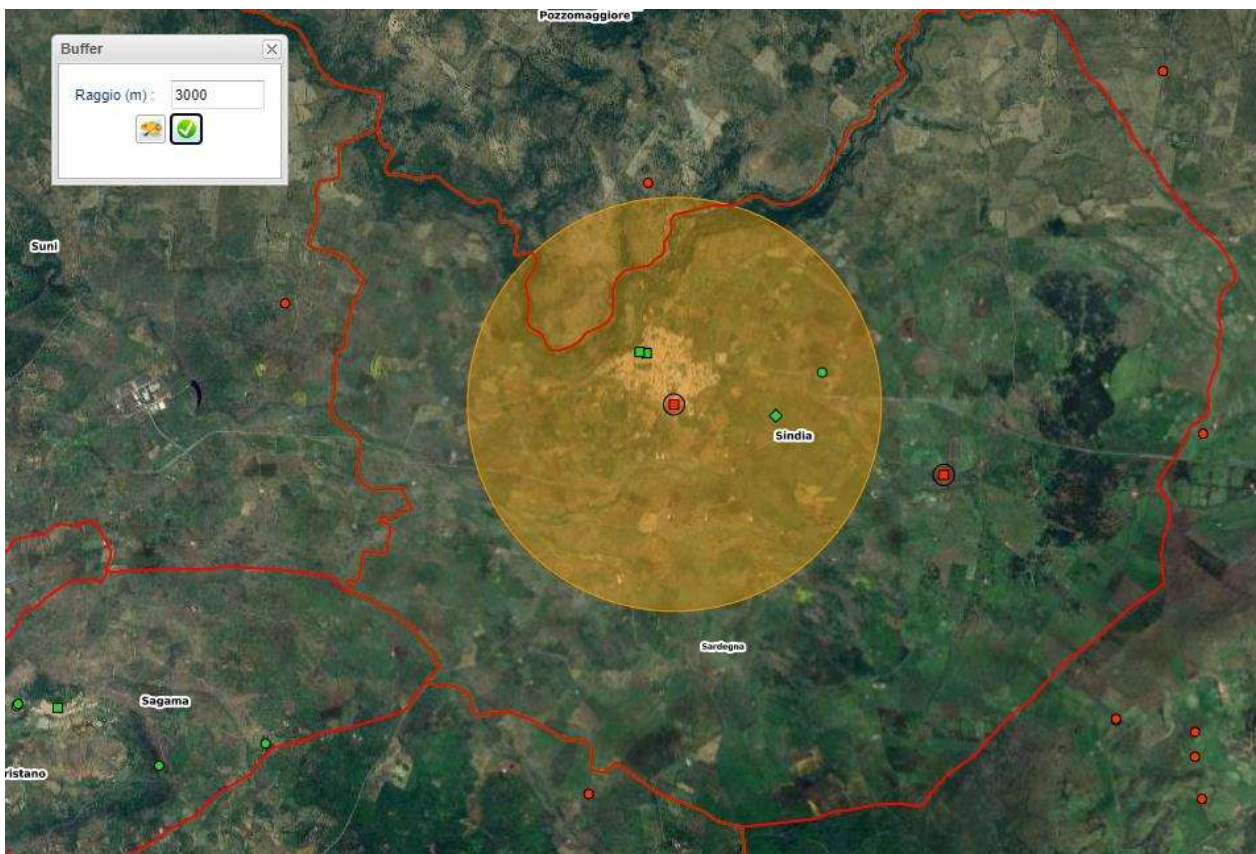 Pozzomaggiore
Buffer
Raggio (m) : 3000
Suni
Sindia
Sardegna
Sagama
ristano